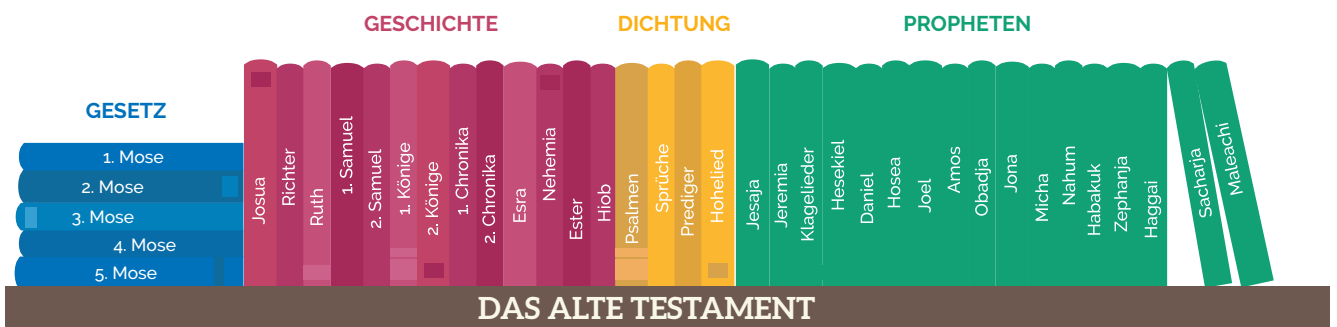 GESCHICHTE
DICHTUNG
PROPHETEN
GESETZ
1. Mose
2. Mose
3. Mose
4. Mose
5. Mose
Josua
Richter
Ruth
1. Samuel
2. Samuel
1. Könige
2. Könige
1. Chronika
2. Chronika
Esra
Nehemia
Ester
Hiob
Psalmen
Sprüche
Prediger
Hohelied
Jesaja
Jeremia
Klagelieder
Hesekiel
Daniel
Hosea
Joel
Amos
Obadja
Jona
Micha
Nahum
Habakuk
Zephanja
Haggai
Sacharja
Maleachi
DAS ALTE TESTAMENT